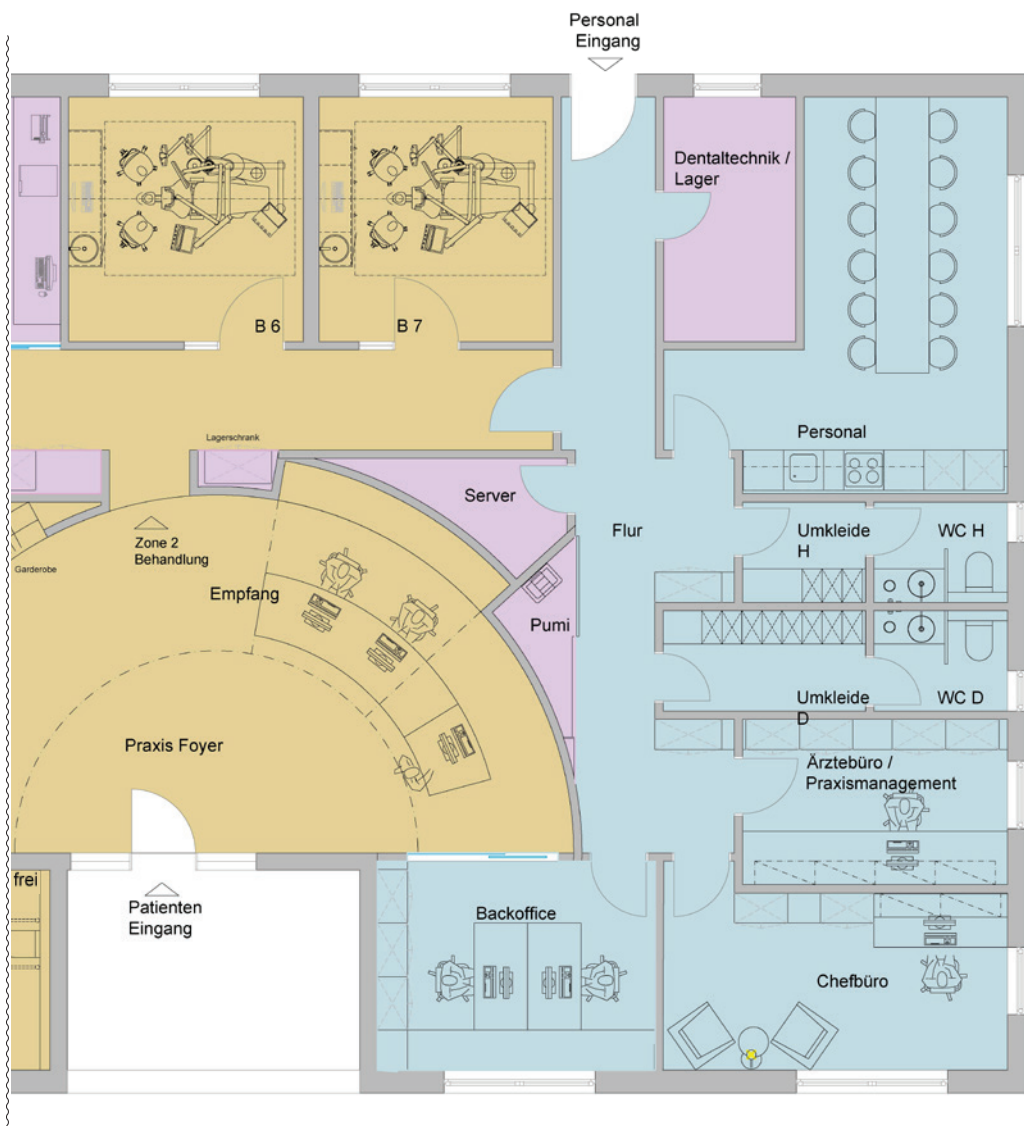 Personal
Eingang
Dentaltechnik /
Lager
B 6
B 7
Lagerschrank
Personal
Server
Flur
Umkleide
H
WC H
Zone 2
Behandlung
Garderobe
Empfang
Pumi
Umkleide
D
WC D
Praxis Foyer
Ärztebüro /
Praxismanagement
frei
Patienten
Eingang
Backoffice
Chefbüro